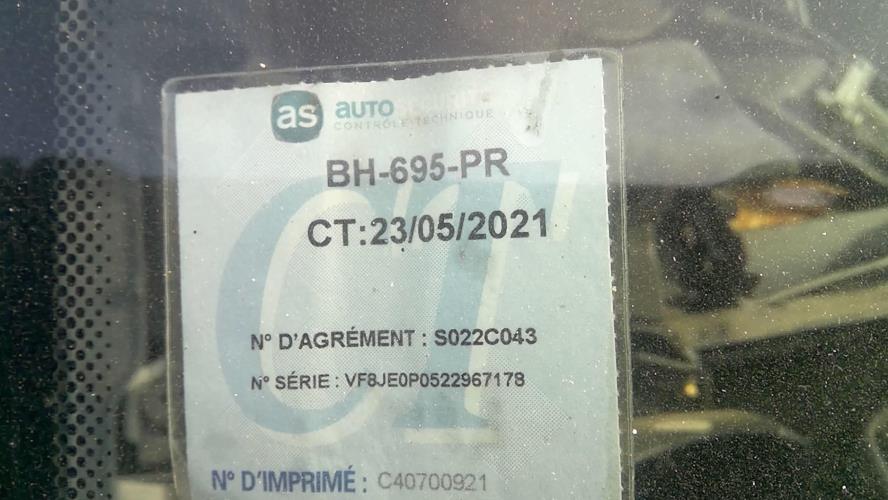 as AUTO
CONTRÔLE TECHNIQUE
BH-695-PR
CT:23/05/2021
N° D'AGRÉMENT : S022C043
N° SÉRIE : VF8JE0P0522967178
N° D'IMPRIMÉ : C40700921